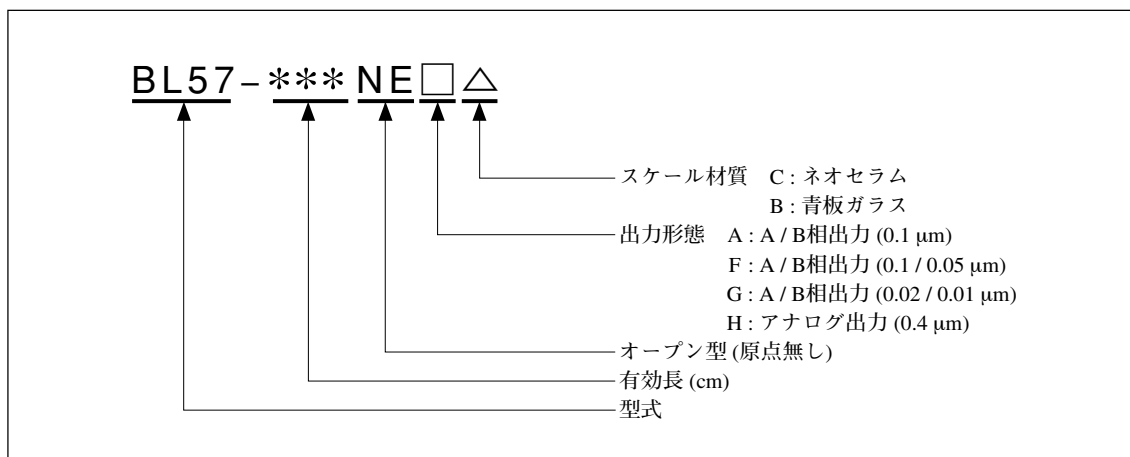 BL57-***NE□△
スケール材質 C : ネオセラム
B : 青板ガラス
出力形態 A : A / B相出力 (0.1 μm)
F : A / B相出力 (0.1 / 0.05 μm)
G : A / B相出力 (0.02 / 0.01 μm)
H : アナログ出力 (0.4 μm)
オープン型 (原点無し)
有効長 (cm)
型式